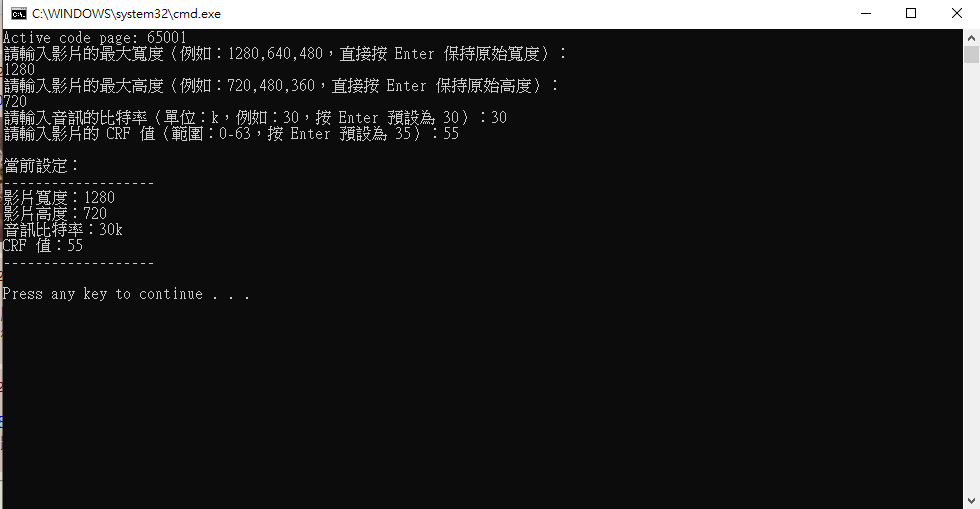 C:\WINDOWS\system32\cmd.exe
Active code page: 65001
請輸入影片的最大寬度（例如：1280,640,480，直接按 Enter 保持原始寬度）：
1280
請輸入影片的最大高度（例如：720,480,360，直接按 Enter 保持原始高度）：
720
請輸入音訊的比特率（單位：k，例如：30，按 Enter 預設為 30）：30
請輸入影片的 CRF 值（範圍：0-63，按 Enter 預設為 35）：55
當前設定：
-------------------
影片寬度：1280
影片高度：720
音訊比特率：30k
CRF 值：55
-------------------
Press any key to continue . . .